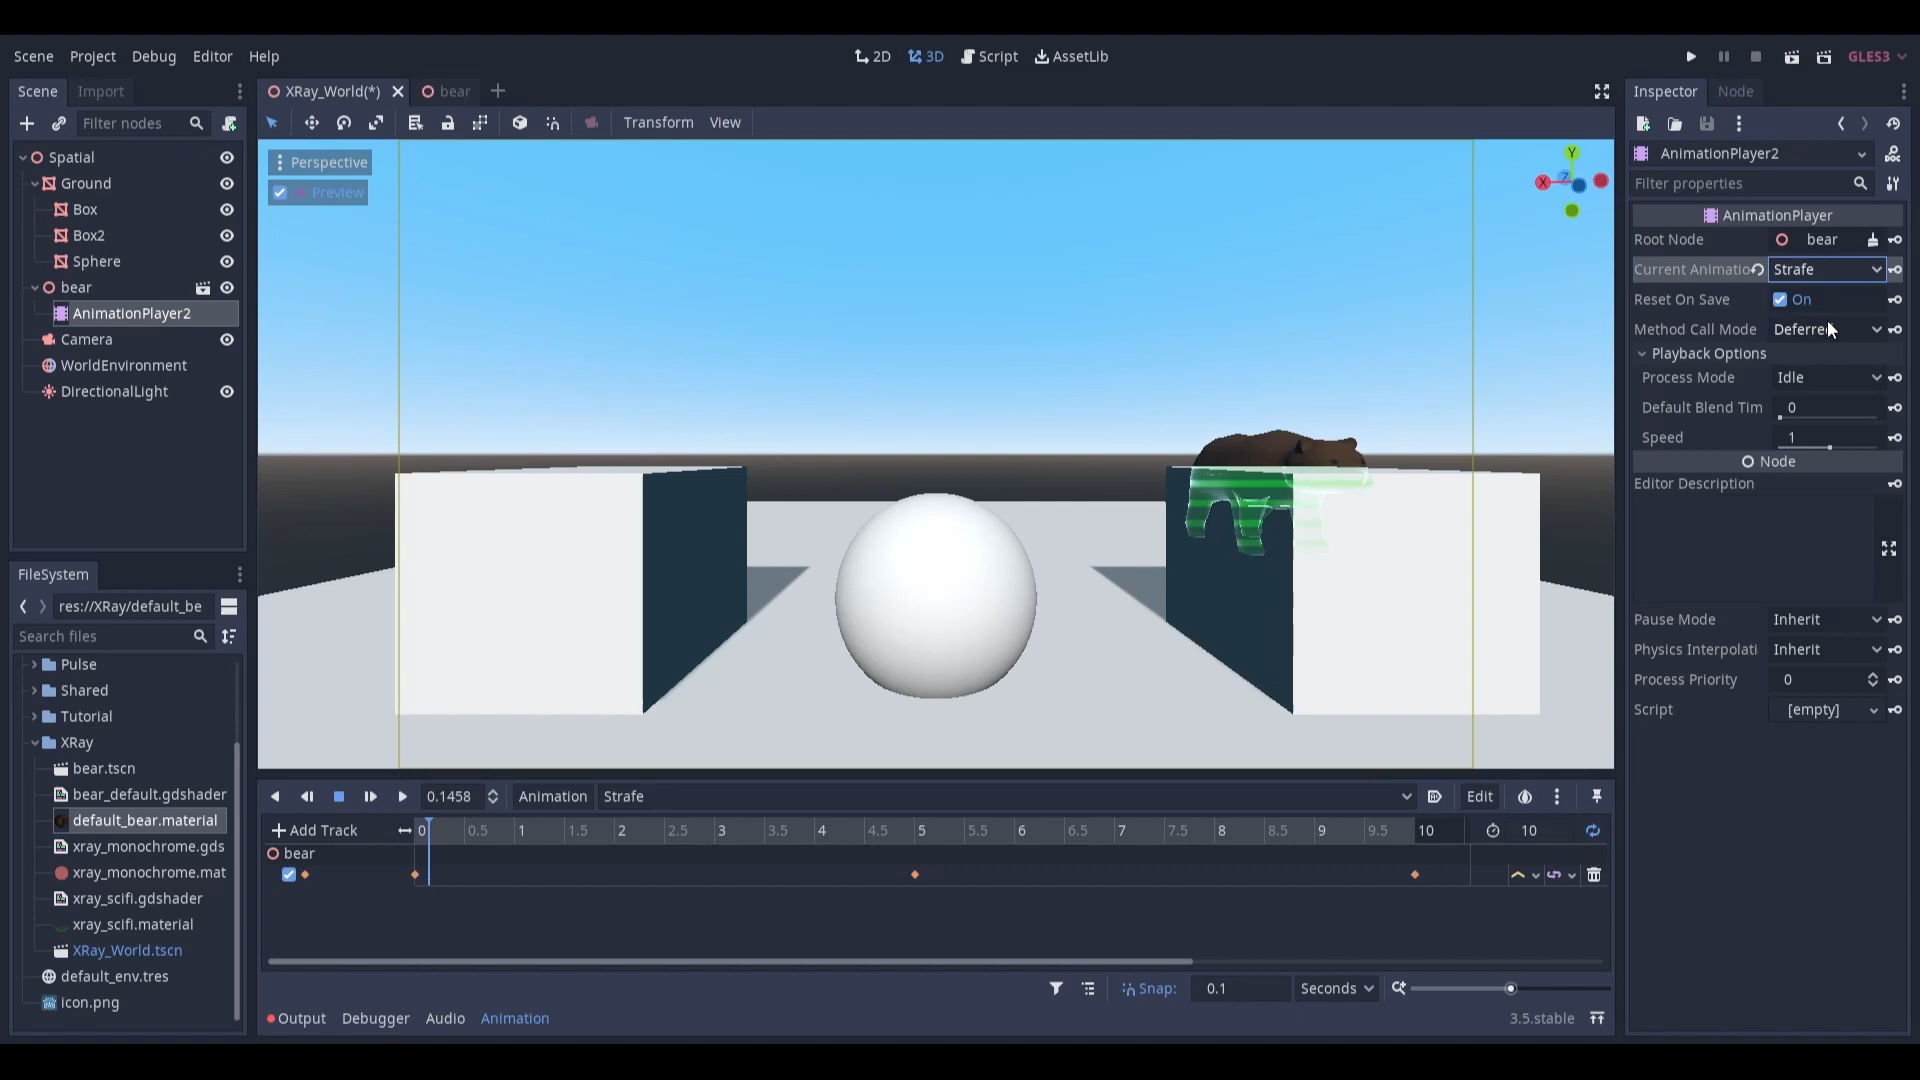 Scene Project Debug Editor Help
2D 3D Script AssetLib
GLES3
Scene Import
XRay_World(*) bear
Inspector Node
Filter nodes
Transform View
Perspective
Preview
Y
X
Z
Spatial
Ground
Box
Box2
Sphere
bear
AnimationPlayer2
Camera
WorldEnvironment
DirectionalLight
AnimationPlayer2
Filter properties
AnimationPlayer
Root Node bear
Current Animatio Strafe
Reset On Save On
Method Call Mode Deferre
Playback Options
Process Mode Idle
Default Blend Tim 0
Speed 1
Node
Editor Description
Pause Mode Inherit
Physics Interpolati Inherit
Process Priority 0
Script [empty]
FileSystem
res://XRay/default_be
Search files
Pulse
Shared
Tutorial
XRay
bear.tscn
bear_default.gdshader
default_bear.material
xray_monochrome.gds
xray_monochrome.mat
xray_scifi.gdshader
xray_scifi.material
XRay_World.tscn
default_env.tres
icon.png
0.1458 Animation Strafe Edit
Add Track 0 0.5 1 1.5 2 2.5 3 3.5 4 4.5 5 5.5 6 6.5 7 7.5 8 8.5 9 9.5 10 10
bear
Snap: 0.1 Seconds
Output Debugger Audio Animation 3.5.stable